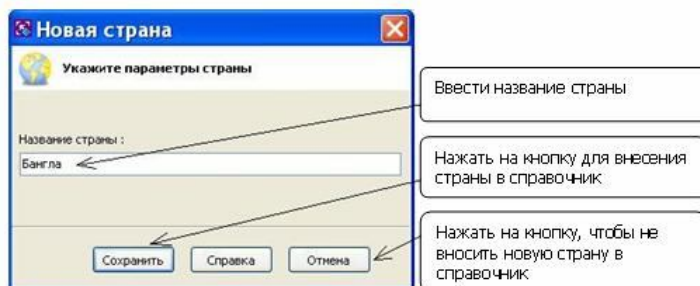 Новая страна
Укажите параметры страны
Ввести название страны
Название страны :
Бангла
Нажать на кнопку для внесения
страны в справочник
Нажать на кнопку, чтобы не
вносить новую страну в
справочник
Сохранить Справка Отмена